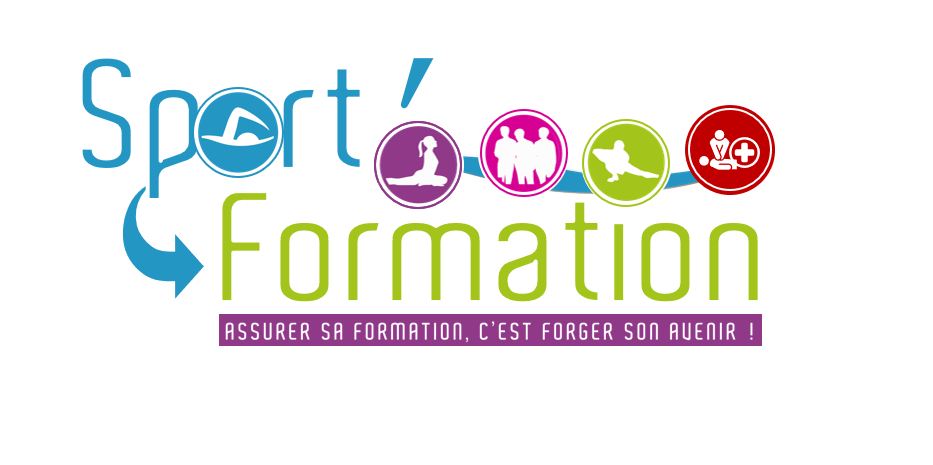 Sport'
Formation
ASSURER SA FORMATION, C'EST FORGER SON AVENIR !